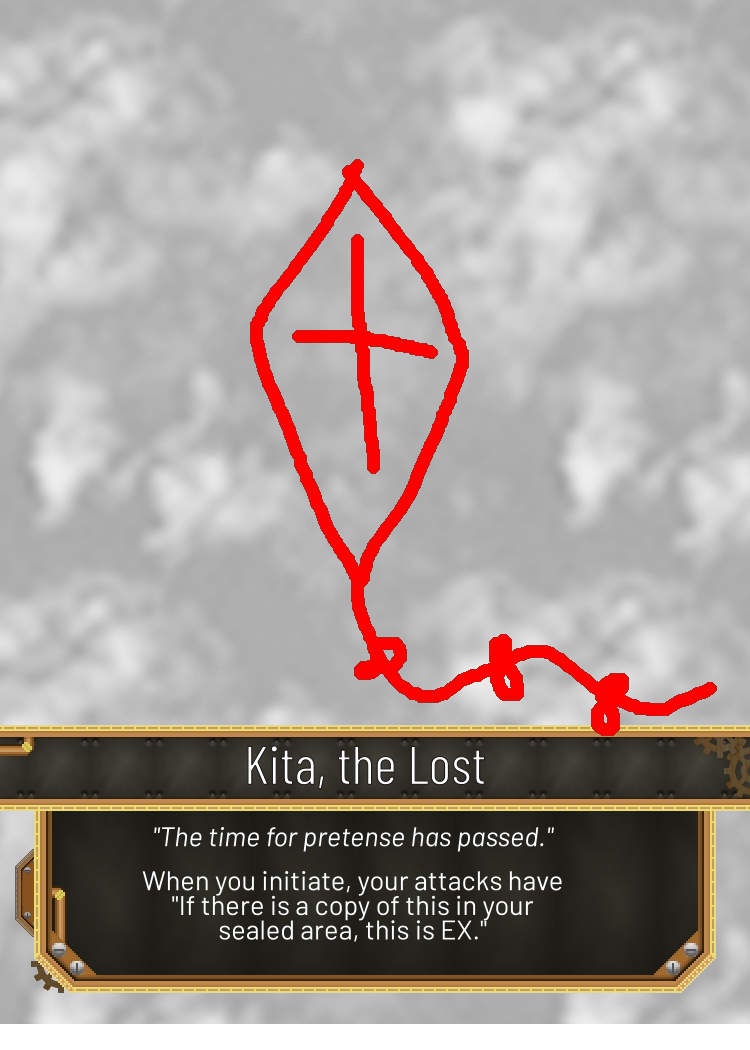 Kita, the Lost
"The time for pretense has passed."
When you initiate, your attacks have
"If there is a copy of this in your
sealed area, this is EX."